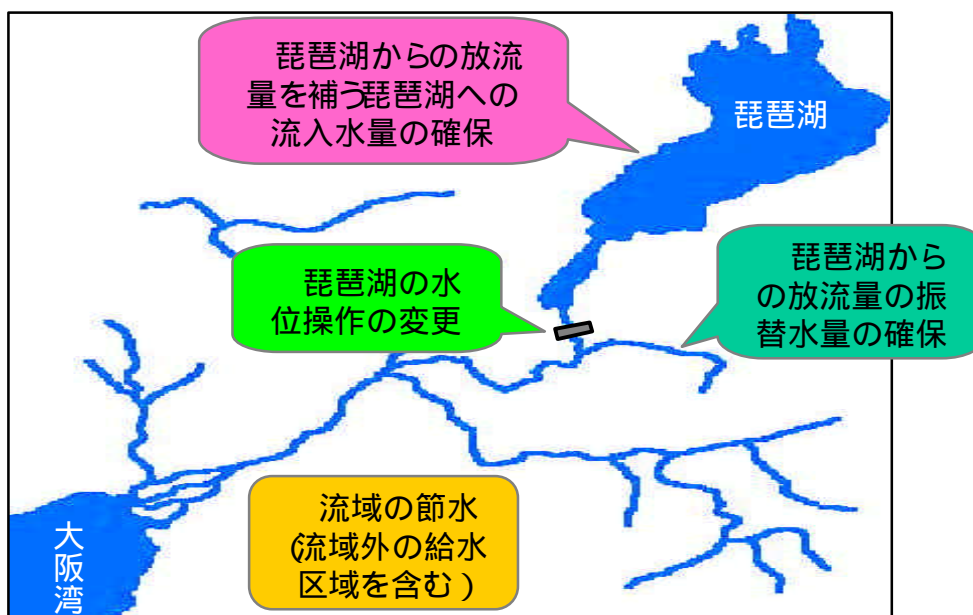 琵琶湖からの放流
量を補う琵琶湖への
流入水量の確保
琵琶湖
琵琶湖から
の放流量の振
替水量の確保
琵琶湖の水
位操作の変更
流域の節水
(流域外の給水
区域を含む)
大阪湾